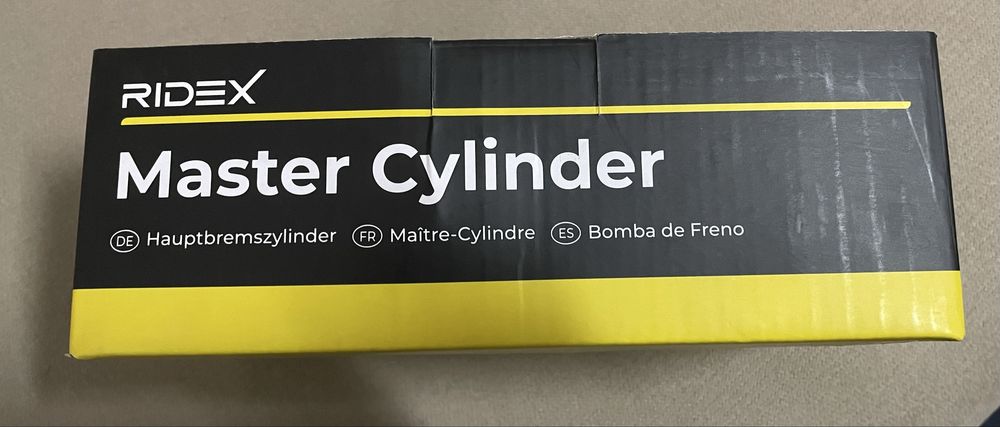 RIDEX
Master Cylinder
DE Hauptbremszylinder FR Maître-Cylindre ES Bomba de Freno